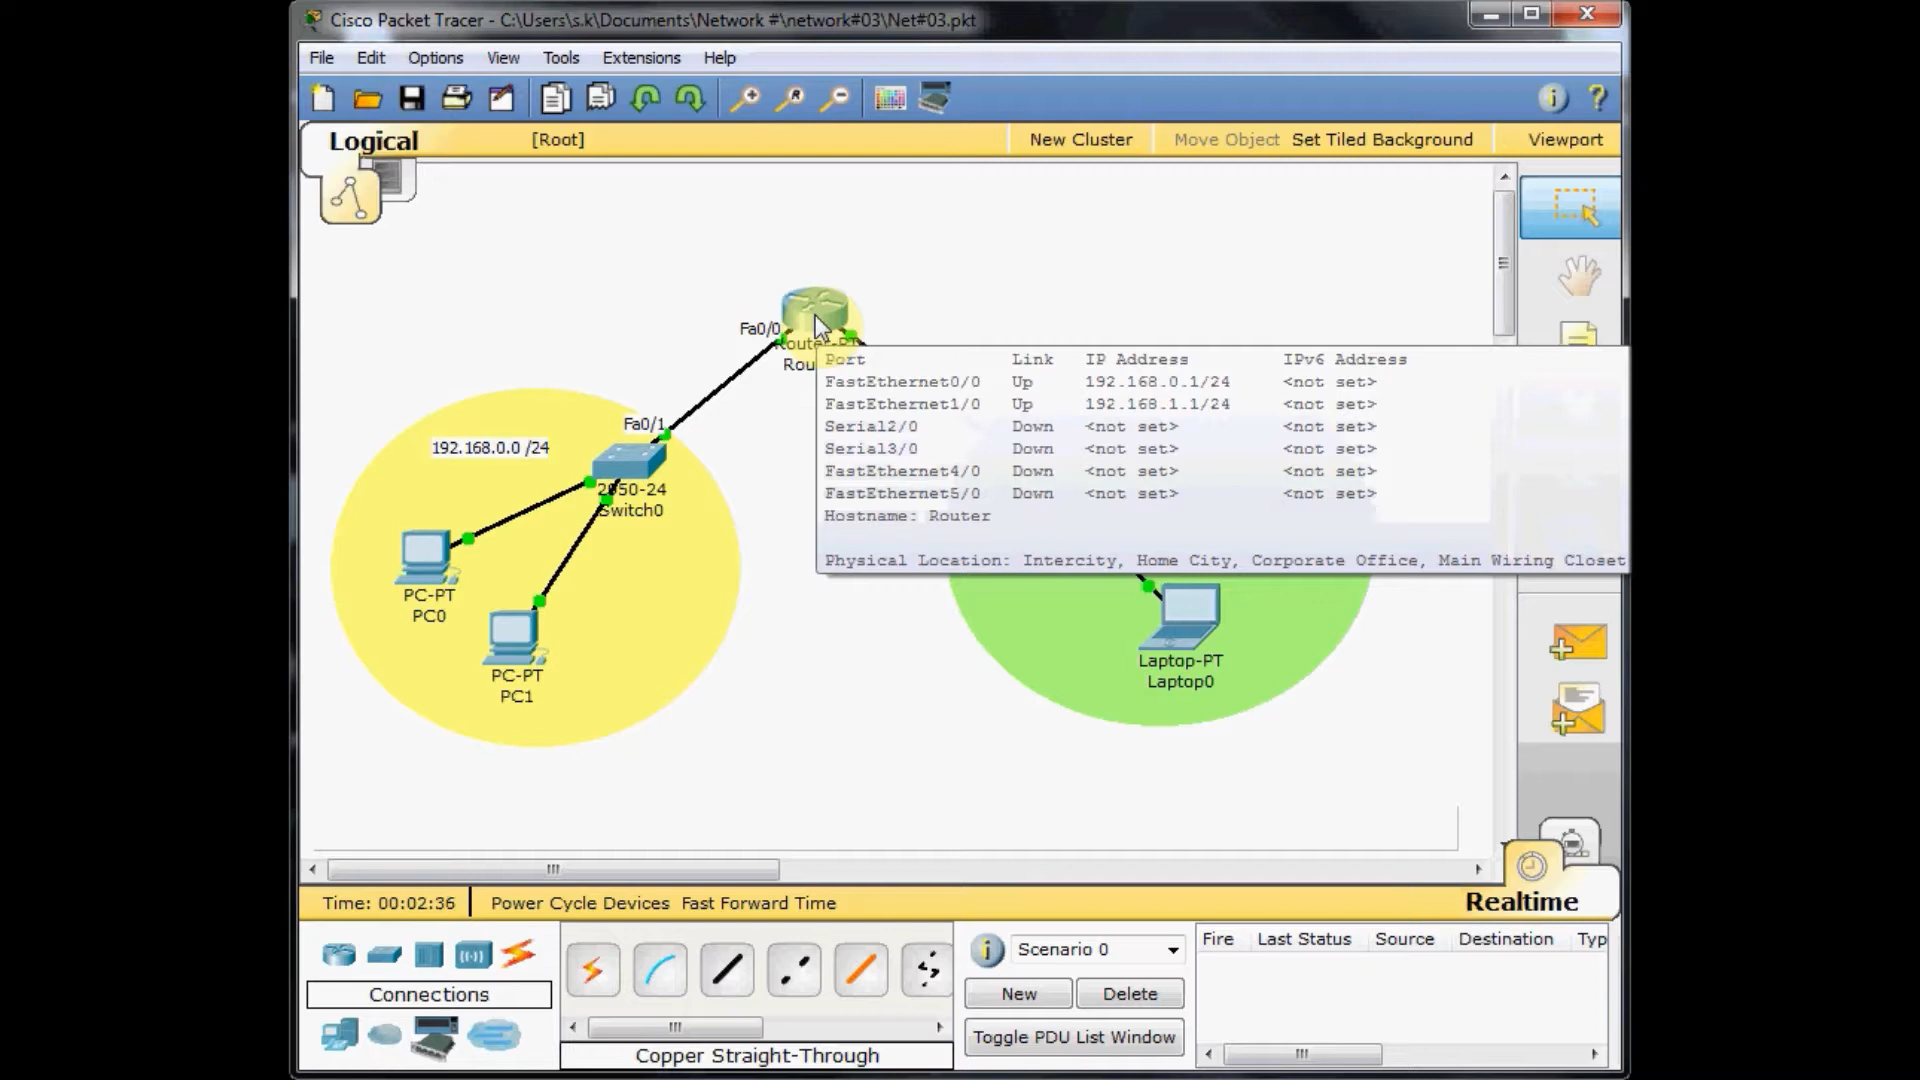 Cisco Packet Tracer - C:\Users\s.k\Documents\Network #\network#03\Net#03.pkt
File Edit Options View Tools Extensions Help
Logical [Root] New Cluster Move Object Set Tiled Background Viewport
Fa0/0
Router-PT
Rou
Port Link IP Address IPv6 Address
FastEthernet0/0 Up 192.168.0.1/24 <not set>
FastEthernet1/0 Up 192.168.1.1/24 <not set>
Serial2/0 Down <not set> <not set>
Serial3/0 Down <not set> <not set>
FastEthernet4/0 Down <not set> <not set>
FastEthernet5/0 Down <not set> <not set>
Hostname: Router
Physical Location: Intercity, Home City, Corporate Office, Main Wiring Closet
Fa0/1
192.168.0.0 /24
2950-24
Switch0
PC-PT
PC0
PC-PT
PC1
Laptop-PT
Laptop0
Time: 00:02:36 Power Cycle Devices Fast Forward Time Realtime
Connections
Copper Straight-Through
Scenario 0
New Delete
Toggle PDU List Window
Fire Last Status Source Destination Typ